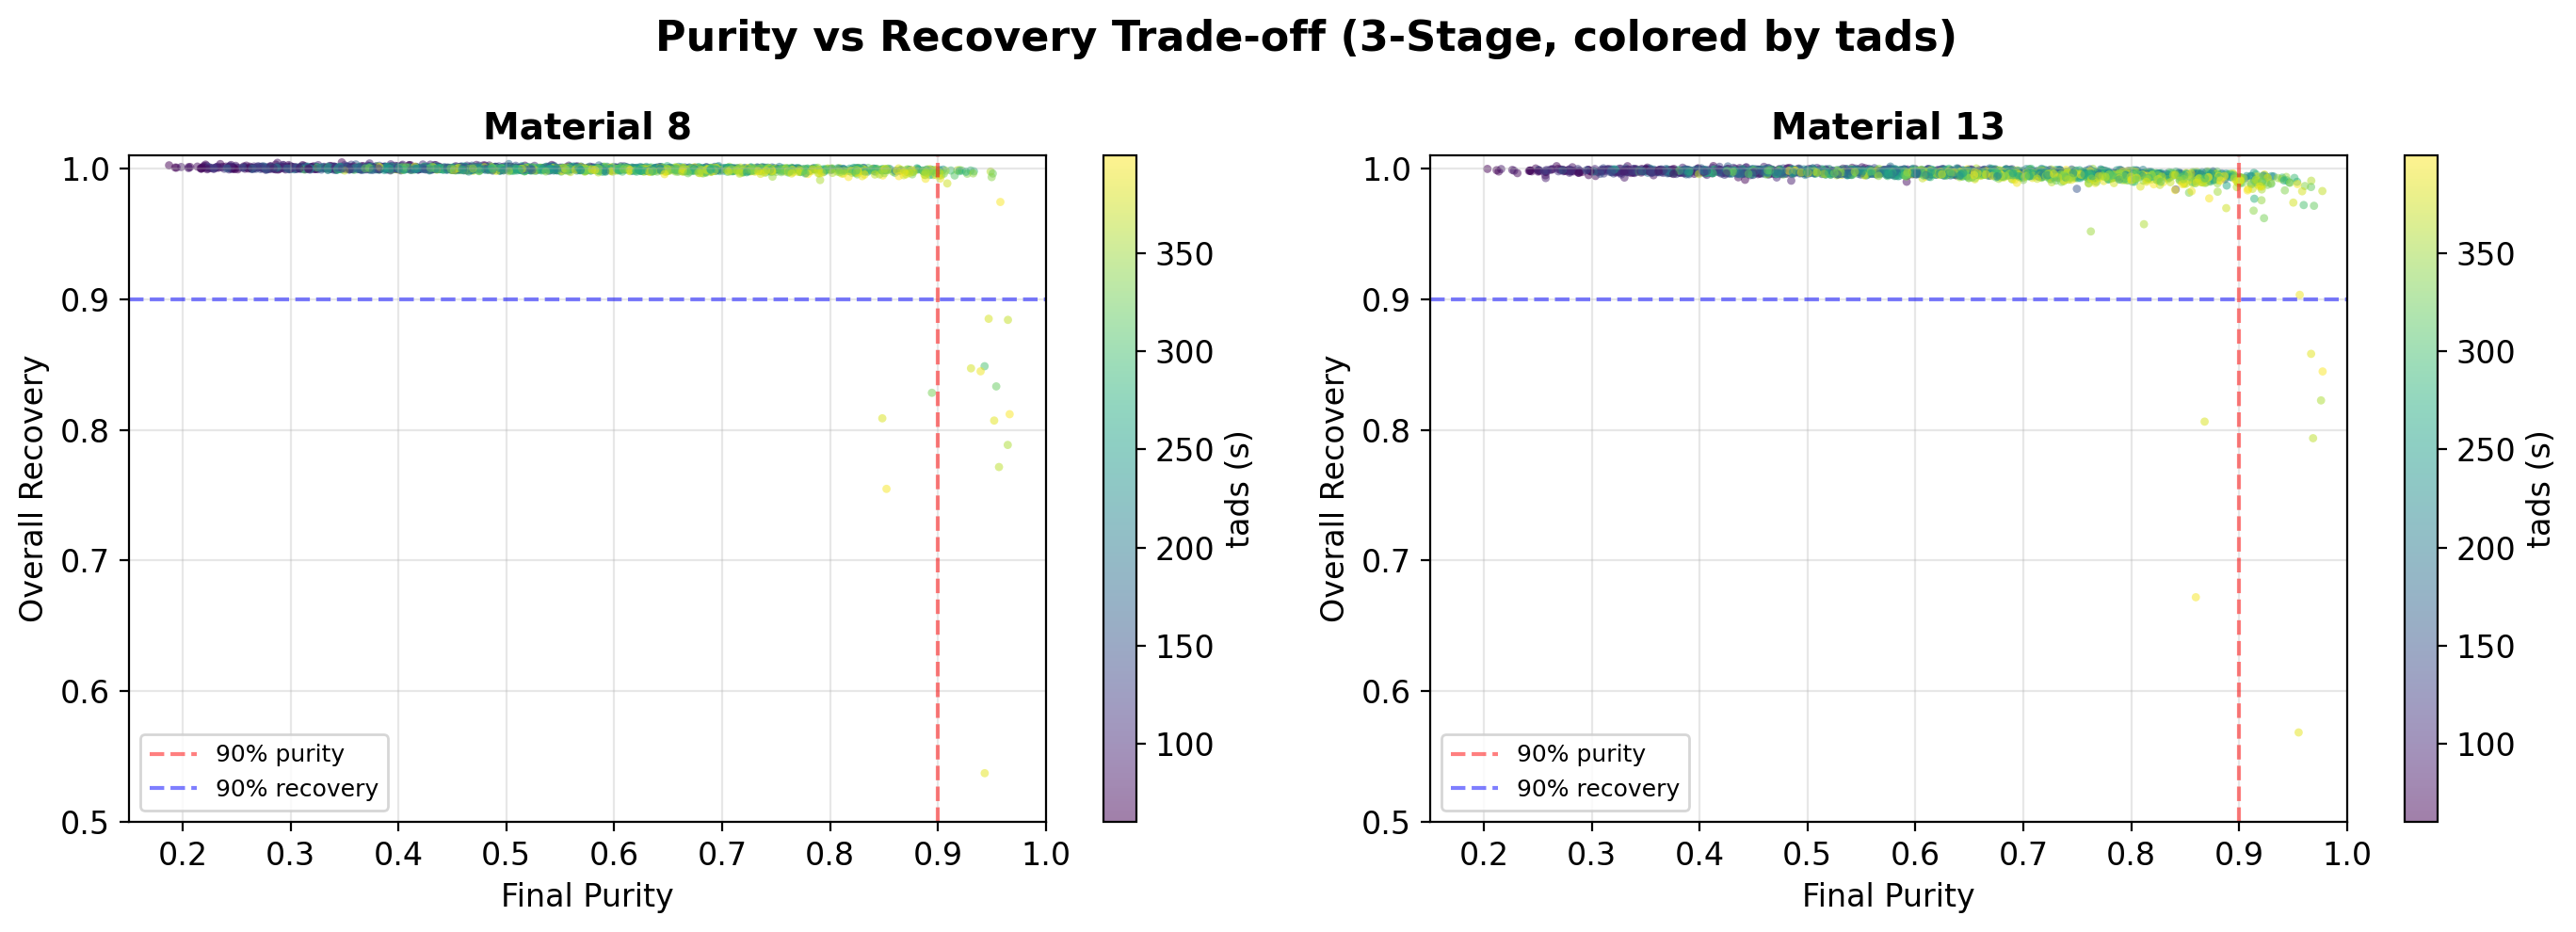 Purity vs Recovery Trade-off (3-Stage, colored by tads)
Material 8
1.0
0.9
0.8
0.7
0.6
0.5
Overall Recovery
90% purity
90% recovery
0.2 0.3 0.4 0.5 0.6 0.7 0.8 0.9 1.0
Final Purity
350
300
250
200
150
100
tads (s)
Material 13
1.0
0.9
0.8
0.7
0.6
0.5
Overall Recovery
90% purity
90% recovery
0.2 0.3 0.4 0.5 0.6 0.7 0.8 0.9 1.0
Final Purity
350
300
250
200
150
100
tads (s)